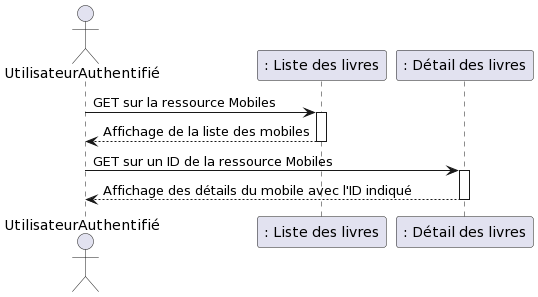 UtilisateurAuthentifié
: Liste des livres
: Détail des livres
GET sur la ressource Mobiles
Affichage de la liste des mobiles
GET sur un ID de la ressource Mobiles
Affichage des détails du mobile avec l'ID indiqué
UtilisateurAuthentifié
: Liste des livres
: Détail des livres